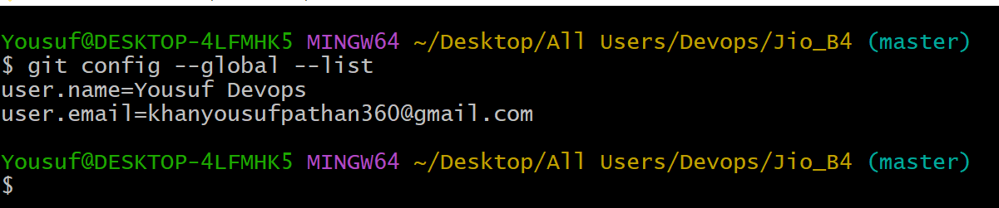 Yousuf@DESKTOP-4LFMHK5 MINGW64 ~/Desktop/All Users/Devops/Jio_B4 (master)
$ git config --global --list
user.name=Yousuf Devops
user.email=khanyousufpathan360@gmail.com
Yousuf@DESKTOP-4LFMHK5 MINGW64 ~/Desktop/All Users/Devops/Jio_B4 (master)
$